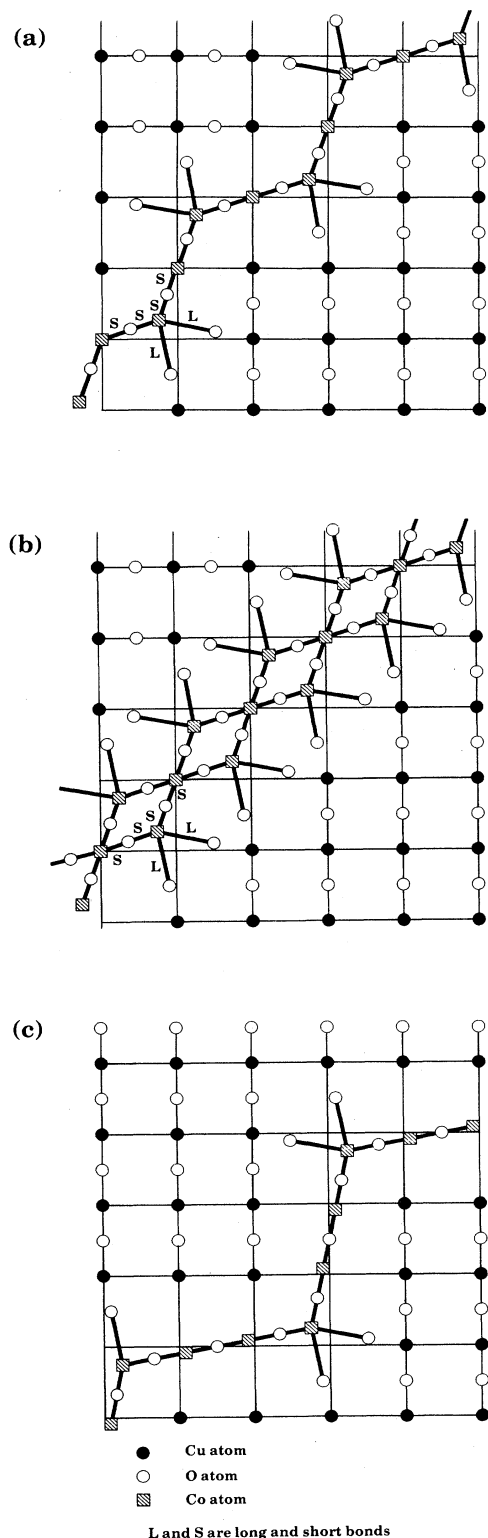 (a)
S
S
S S L
L
(b)
S
S
S L
S
L
(c)
Cu atom
O atom
Co atom
L and S are long and short bonds